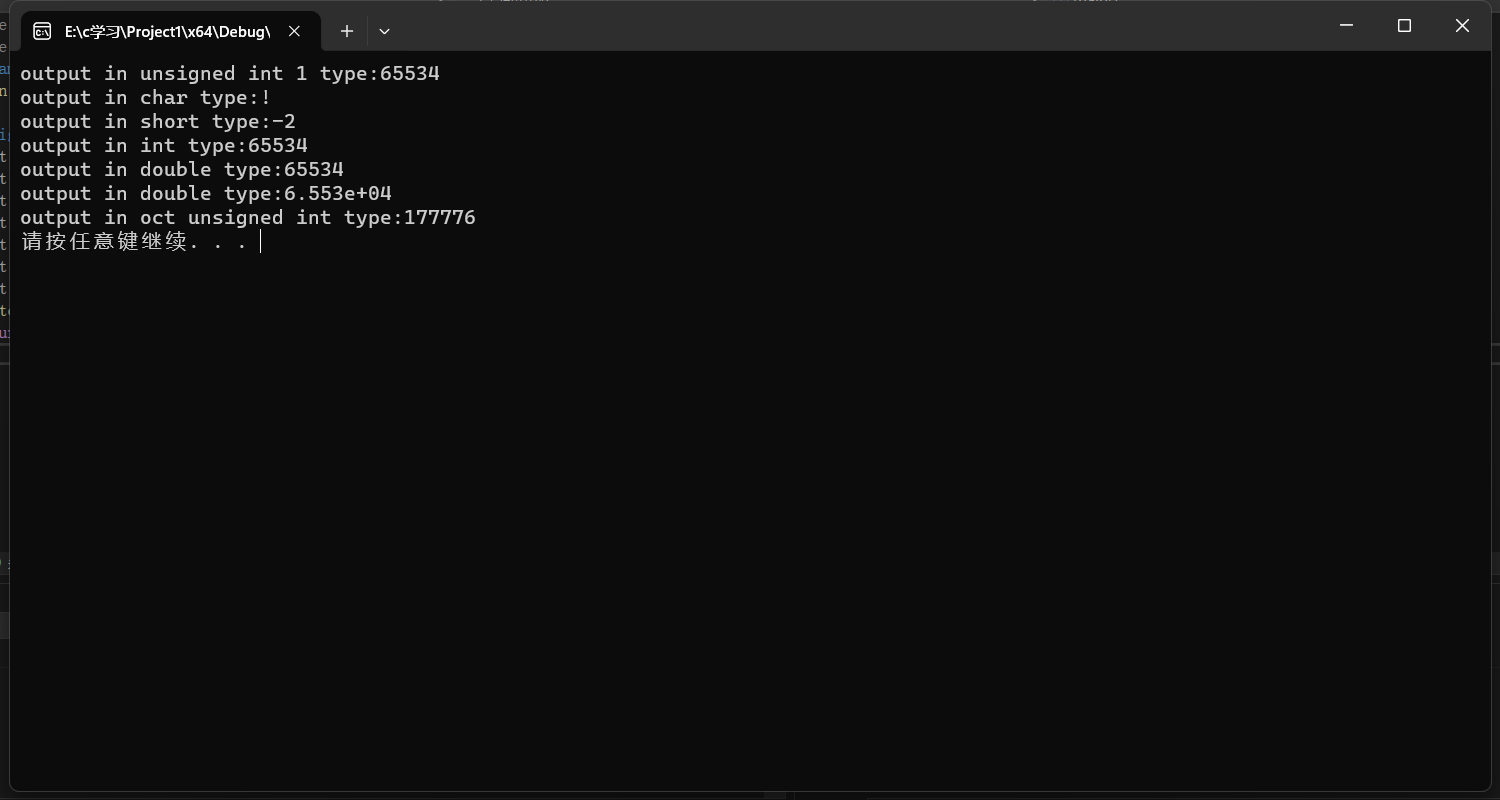 E:\c学习\Project1\x64\Debug\
output in unsigned int 1 type:65534
output in char type:!
output in short type:-2
output in int type:65534
output in double type:65534
output in double type:6.553e+04
output in oct unsigned int type:177776
请按任意键继续. . .